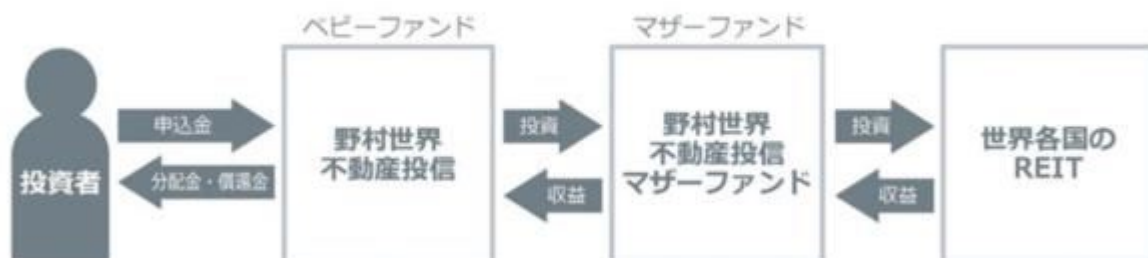 ベビーファンド
マザーファンド
申込金
投資者
分配金・償還金
野村世界
不動産投信
投資
収益
野村世界
不動産投信
マザーファンド
投資
収益
世界各国の
REIT